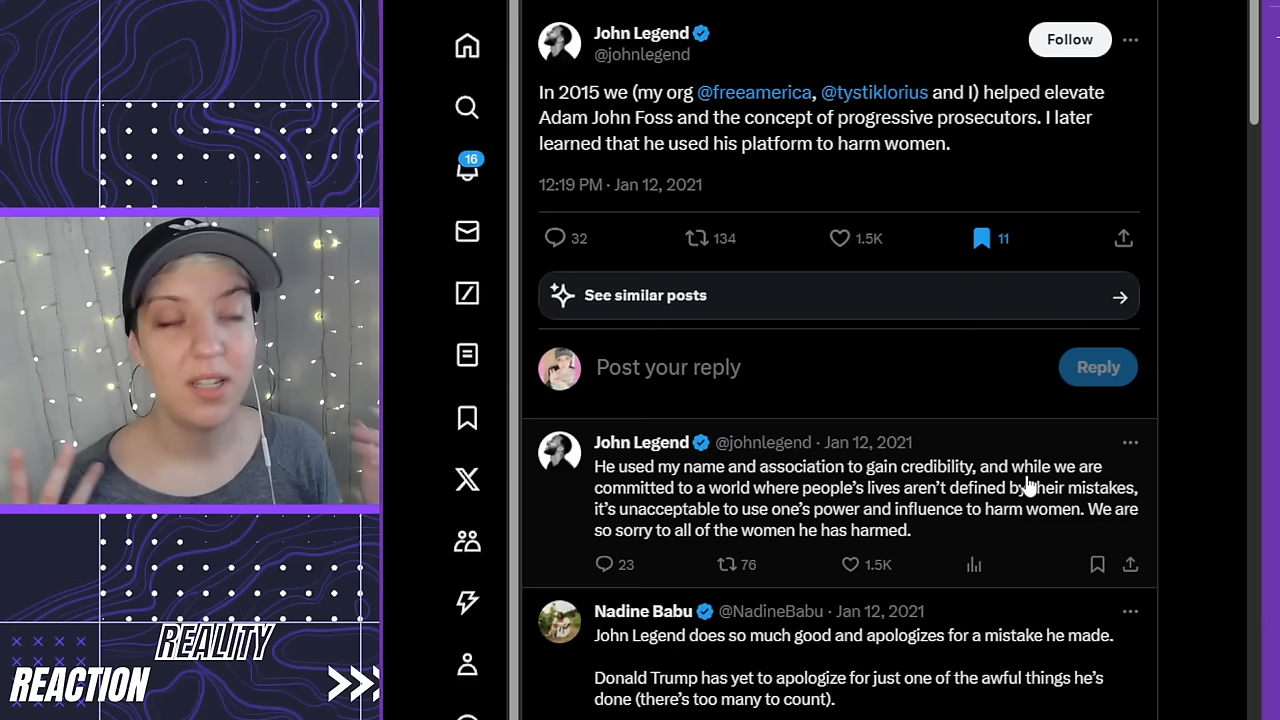 John Legend
@johnlegend
Follow
In 2015 we (my org @freeamerica, @tystiklorius and I) helped elevate
Adam John Foss and the concept of progressive prosecutors. I later
learned that he used his platform to harm women.
12:19 PM · Jan 12, 2021
32
134
1.5K
11
See similar posts
16
Post your reply
Reply
John Legend @johnlegend · Jan 12, 2021
He used my name and association to gain credibility, and while we are
committed to a world where people's lives aren't defined by their mistakes,
it's unacceptable to use one's power and influence to harm women. We are
so sorry to all of the women he has harmed.
23
76
1.5K
Nadine Babu @NadineBabu · Jan 12, 2021
John Legend does so much good and apologizes for a mistake he made.
Donald Trump has yet to apologize for just one of the awful things he's
done (there's too many to count).
REALITY
REACTION